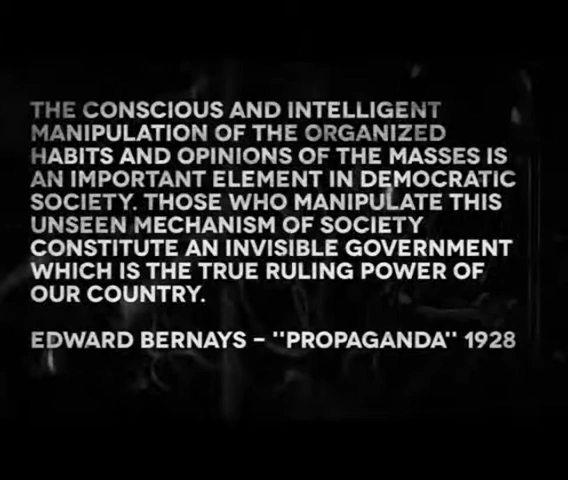 THE CONSCIOUS AND INTELLIGENT
MANIPULATION OF THE ORGANIZED
HABITS AND OPINIONS OF THE MASSES IS
AN IMPORTANT ELEMENT IN DEMOCRATIC
SOCIETY. THOSE WHO MANIPULATE THIS
UNSEEN MECHANISM OF SOCIETY
CONSTITUTE AN INVISIBLE GOVERNMENT
WHICH IS THE TRUE RULING POWER OF
OUR COUNTRY.
EDWARD BERNAYS - "PROPAGANDA" 1928